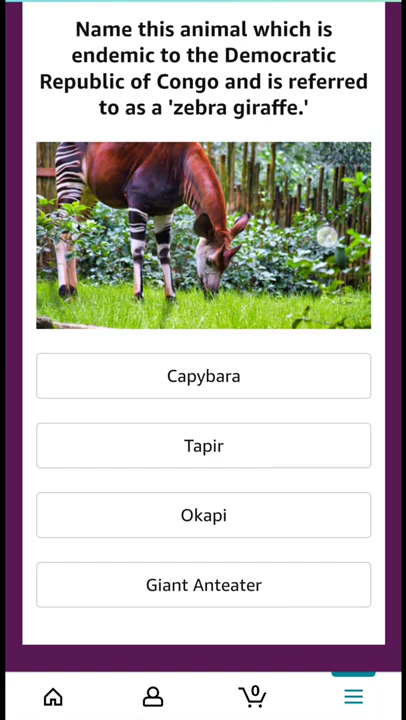 Name this animal which is
endemic to the Democratic
Republic of Congo and is referred
to as a 'zebra giraffe.'
Capybara
Tapir
Okapi
Giant Anteater
0